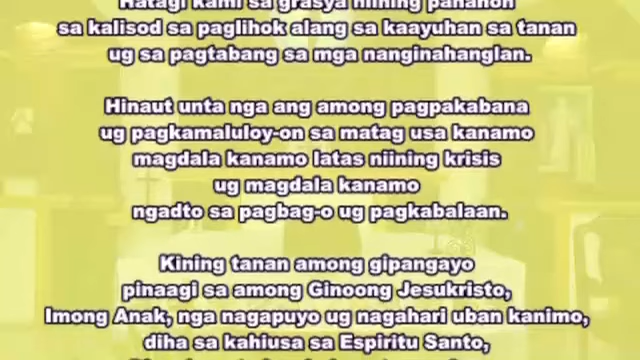 Hatagi kami sa grasya niining panahon
sa kalisod sa paglihok alang sa kaayuhan sa tanan
ug sa pagtabang sa mga nanginahanglan.
Hinaut unta nga ang among pagpakabana
ug pagkamaluloy-on sa matag usa kanamo
magdala kanamo latas niining krisis
ug magdala kanamo
ngadto sa pagbag-o ug pagkabalaan.
Kining tanan among gipangayo
pinaagi sa among Ginoong Jesukristo,
Imong Anak, nga nagapuyo ug nagahari uban kanimo,
diha sa kahiusa sa Espiritu Santo,